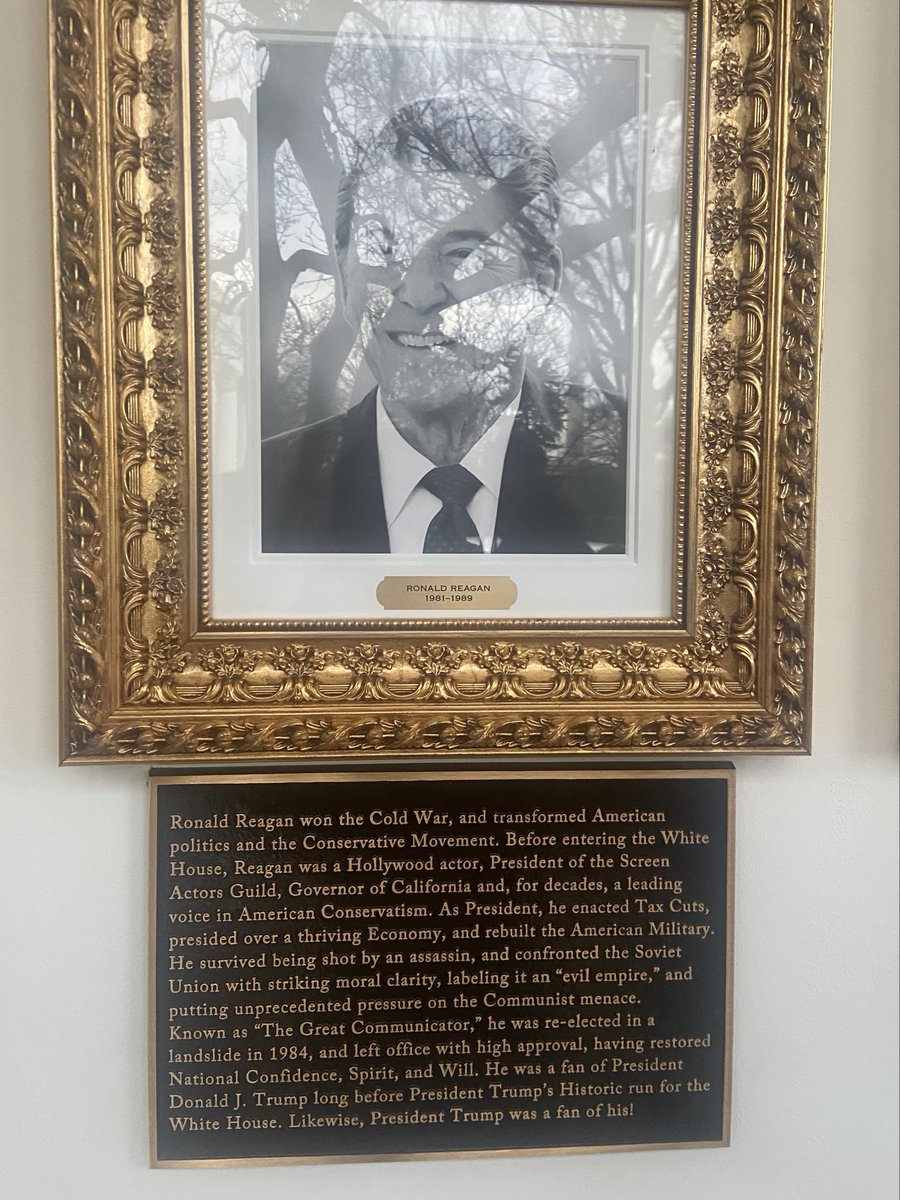 RONALD REAGAN
1981–1989
Ronald Reagan won the Cold War, and transformed American
politics and the Conservative Movement. Before entering the White
House, Reagan was a Hollywood actor, President of the Screen
Actors Guild, Governor of California and, for decades, a leading
voice in American Conservatism. As President, he enacted Tax Cuts,
presided over a thriving Economy, and rebuilt the American Military.
He survived being shot by an assassin, and confronted the Soviet
Union with striking moral clarity, labeling it an “evil empire,” and
putting unprecedented pressure on the Communist menace.
Known as “The Great Communicator,” he was re-elected in a
landslide in 1984, and left office with high approval, having restored
National Confidence, Spirit, and Will. He was a fan of President
Donald J. Trump long before President Trump’s Historic run for the
White House. Likewise, President Trump was a fan of his!